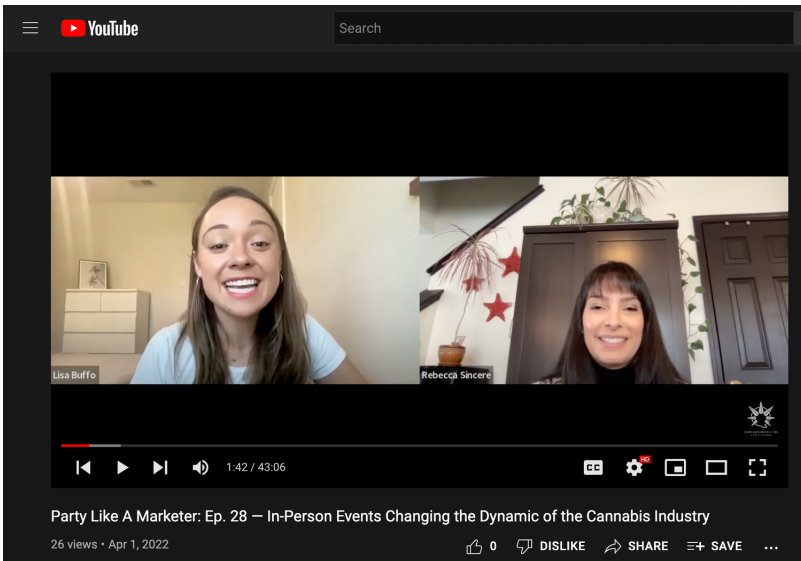 YouTube
Search
Lisa Buffo
Rebecca Sincere
1:42 / 43:06
CC
HD
Party Like A Marketer: Ep. 28 — In-Person Events Changing the Dynamic of the Cannabis Industry
26 views • Apr 1, 2022
0 DISLIKE SHARE SAVE